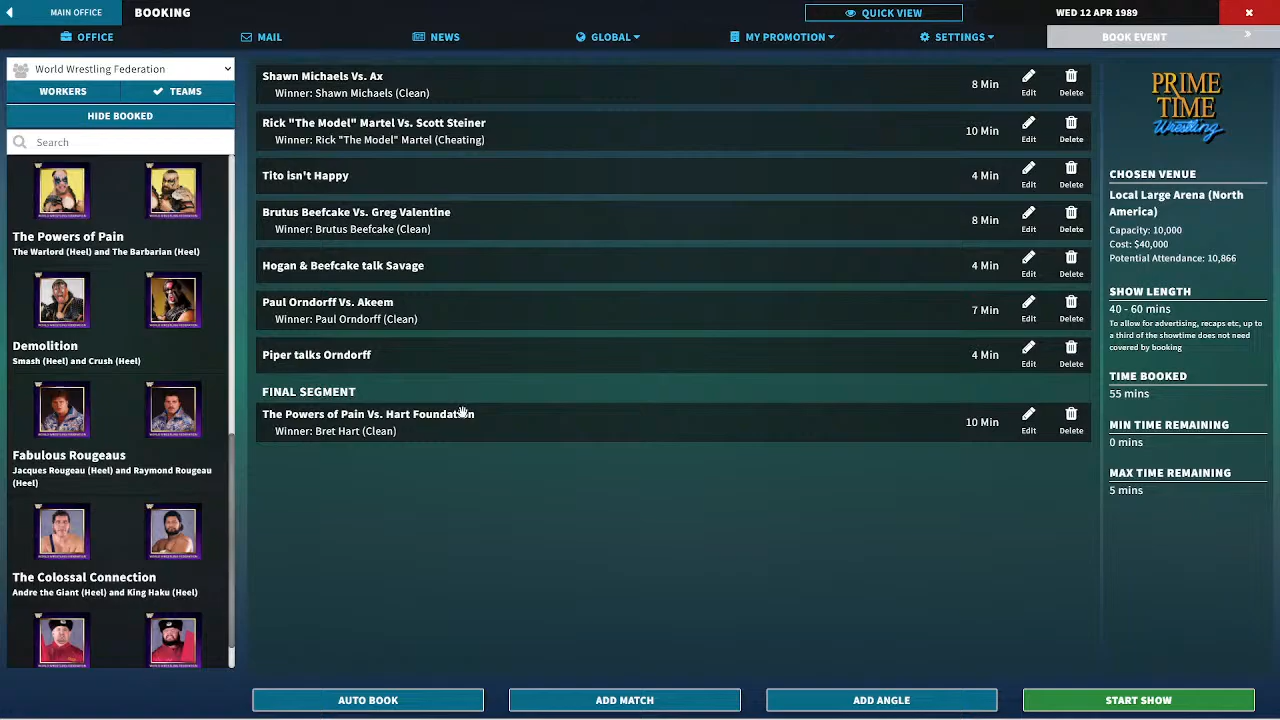 MAIN OFFICE
BOOKING
QUICK VIEW
WED 12 APR 1989
OFFICE
MAIL
NEWS
GLOBAL
MY PROMOTION
SETTINGS
BOOK EVENT
World Wrestling Federation
WORKERS
TEAMS
HIDE BOOKED
Search
The Powers of Pain
The Warlord (Heel) and The Barbarian (Heel)
Demolition
Smash (Heel) and Crush (Heel)
Fabulous Rougeaus
Jacques Rougeau (Heel) and Raymond Rougeau
(Heel)
The Colossal Connection
Andre the Giant (Heel) and King Haku (Heel)
Shawn Michaels Vs. Ax
Winner: Shawn Michaels (Clean)
8 Min
Edit
Delete
Rick "The Model" Martel Vs. Scott Steiner
Winner: Rick "The Model" Martel (Cheating)
10 Min
Edit
Delete
Tito isn't Happy
4 Min
Edit
Delete
Brutus Beefcake Vs. Greg Valentine
Winner: Brutus Beefcake (Clean)
8 Min
Edit
Delete
Hogan & Beefcake talk Savage
4 Min
Edit
Delete
Paul Orndorff Vs. Akeem
Winner: Paul Orndorff (Clean)
7 Min
Edit
Delete
Piper talks Orndorff
4 Min
Edit
Delete
FINAL SEGMENT
The Powers of Pain Vs. Hart Foundation
Winner: Bret Hart (Clean)
10 Min
Edit
Delete
PRIME
TIME
Wrestling
CHOSEN VENUE
Local Large Arena (North
America)
Capacity: 10,000
Cost: $40,000
Potential Attendance: 10,866
SHOW LENGTH
40 - 60 mins
To allow for advertising, recaps etc, up to
a third of the showtime does not need
covered by booking
TIME BOOKED
55 mins
MIN TIME REMAINING
0 mins
MAX TIME REMAINING
5 mins
AUTO BOOK
ADD MATCH
ADD ANGLE
START SHOW